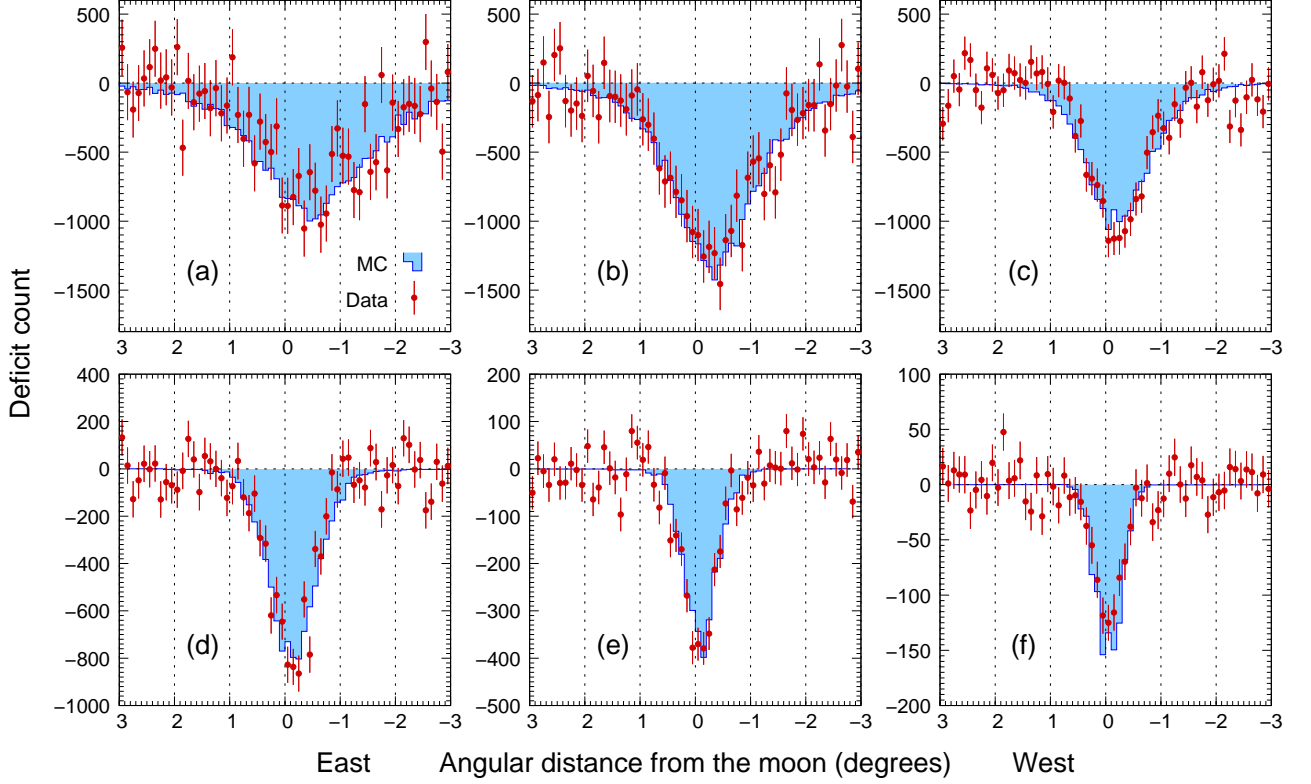 500
0
−500
−1000
−1500
(a)
MC
Data
3 2 1 0 −1 −2 −3
500
0
−500
−1000
−1500
(b)
3 2 1 0 −1 −2 −3
500
0
−500
−1000
−1500
(c)
3 2 1 0 −1 −2 −3
Deficit count
400
200
0
−200
−400
−600
−800
−1000
(d)
3 2 1 0 −1 −2 −3
200
100
0
−100
−200
−300
−400
−500
(e)
3 2 1 0 −1 −2 −3
100
50
0
−50
−100
−150
−200
(f)
3 2 1 0 −1 −2 −3
East Angular distance from the moon (degrees) West